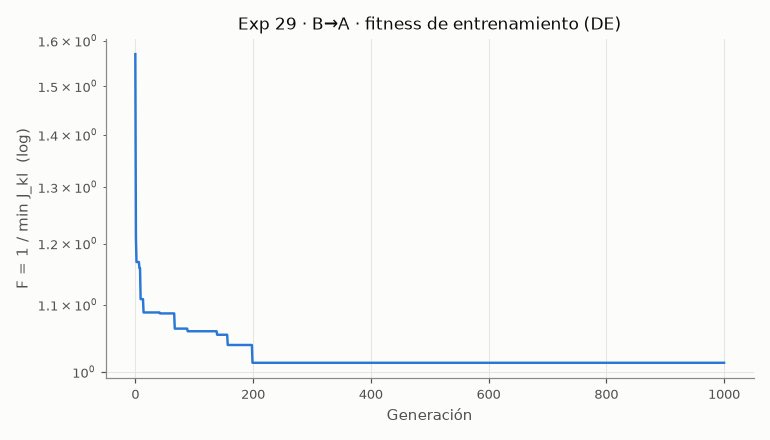 Exp 29 · B→A · fitness de entrenamiento (DE)
F = 1 / min J_kl (log)
1.6 × 10⁰
1.5 × 10⁰
1.4 × 10⁰
1.3 × 10⁰
1.2 × 10⁰
1.1 × 10⁰
10⁰
0 200 400 600 800 1000
Generación